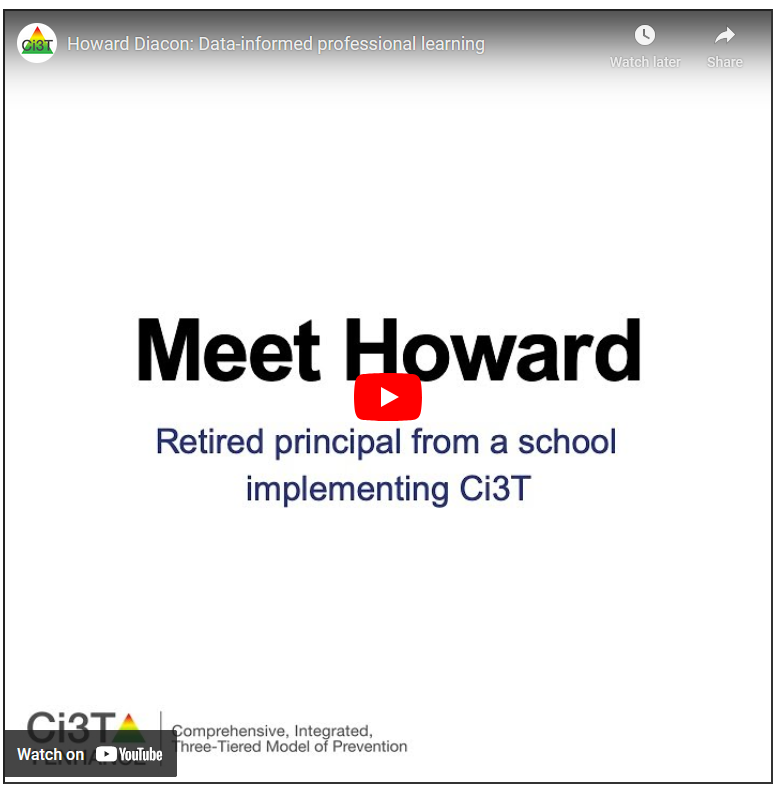 Ci3T
Howard Diacon: Data-informed professional learning
Watch later
Share
Meet Howard
Retired principal from a school
implementing Ci3T
Ci3T
Comprehensive, Integrated,
Three-Tiered Model of Prevention
Watch on YouTube